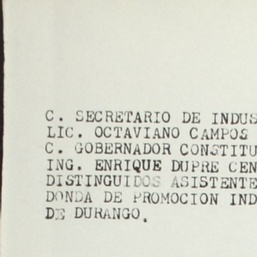 C. SECRETARIO DE INDUS
LIC. OCTAVIANO CAMPOS
C. GOBERNADOR CONSTITU
ING. ENRIQUE DUPRE CEN
DISTINGUIDOS ASISTENTE
DONDA DE PROMOCION IND
DE DURANGO.